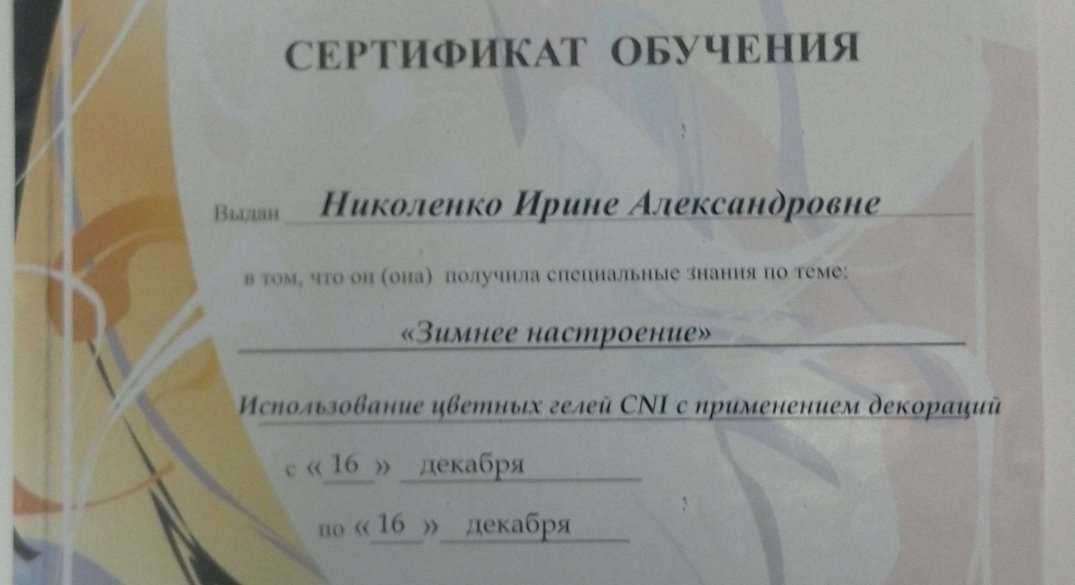 СЕРТИФИКАТ ОБУЧЕНИЯ
Выдан Николенко Ирине Александровне
в том, что он (она) получила специальные знания по теме:
«Зимнее настроение»
Использование цветных гелей CNI с применением декораций
с « 16 » декабря
по « 16 » декабря